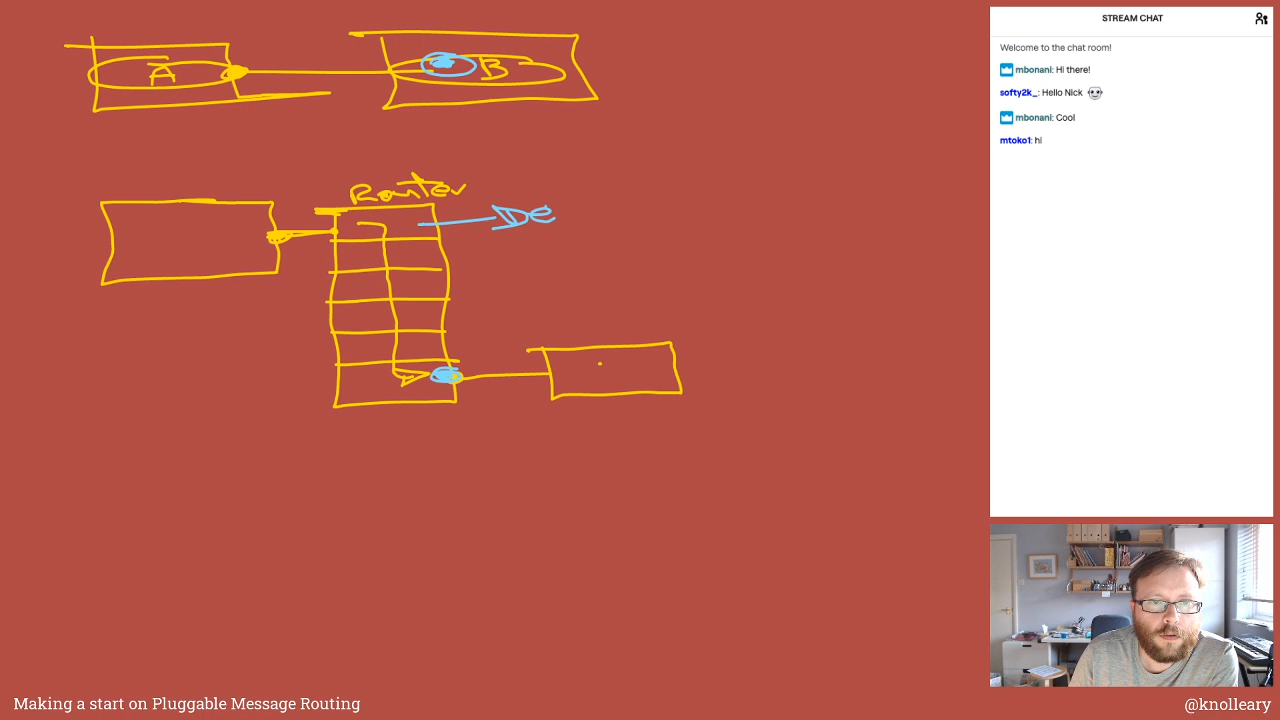 A
B
Router
De
STREAM CHAT
Welcome to the chat room!
mbonani: Hi there!
softy2k_: Hello Nick
mbonani: Cool
mtoko1: hi
Making a start on Pluggable Message Routing
@knolleary